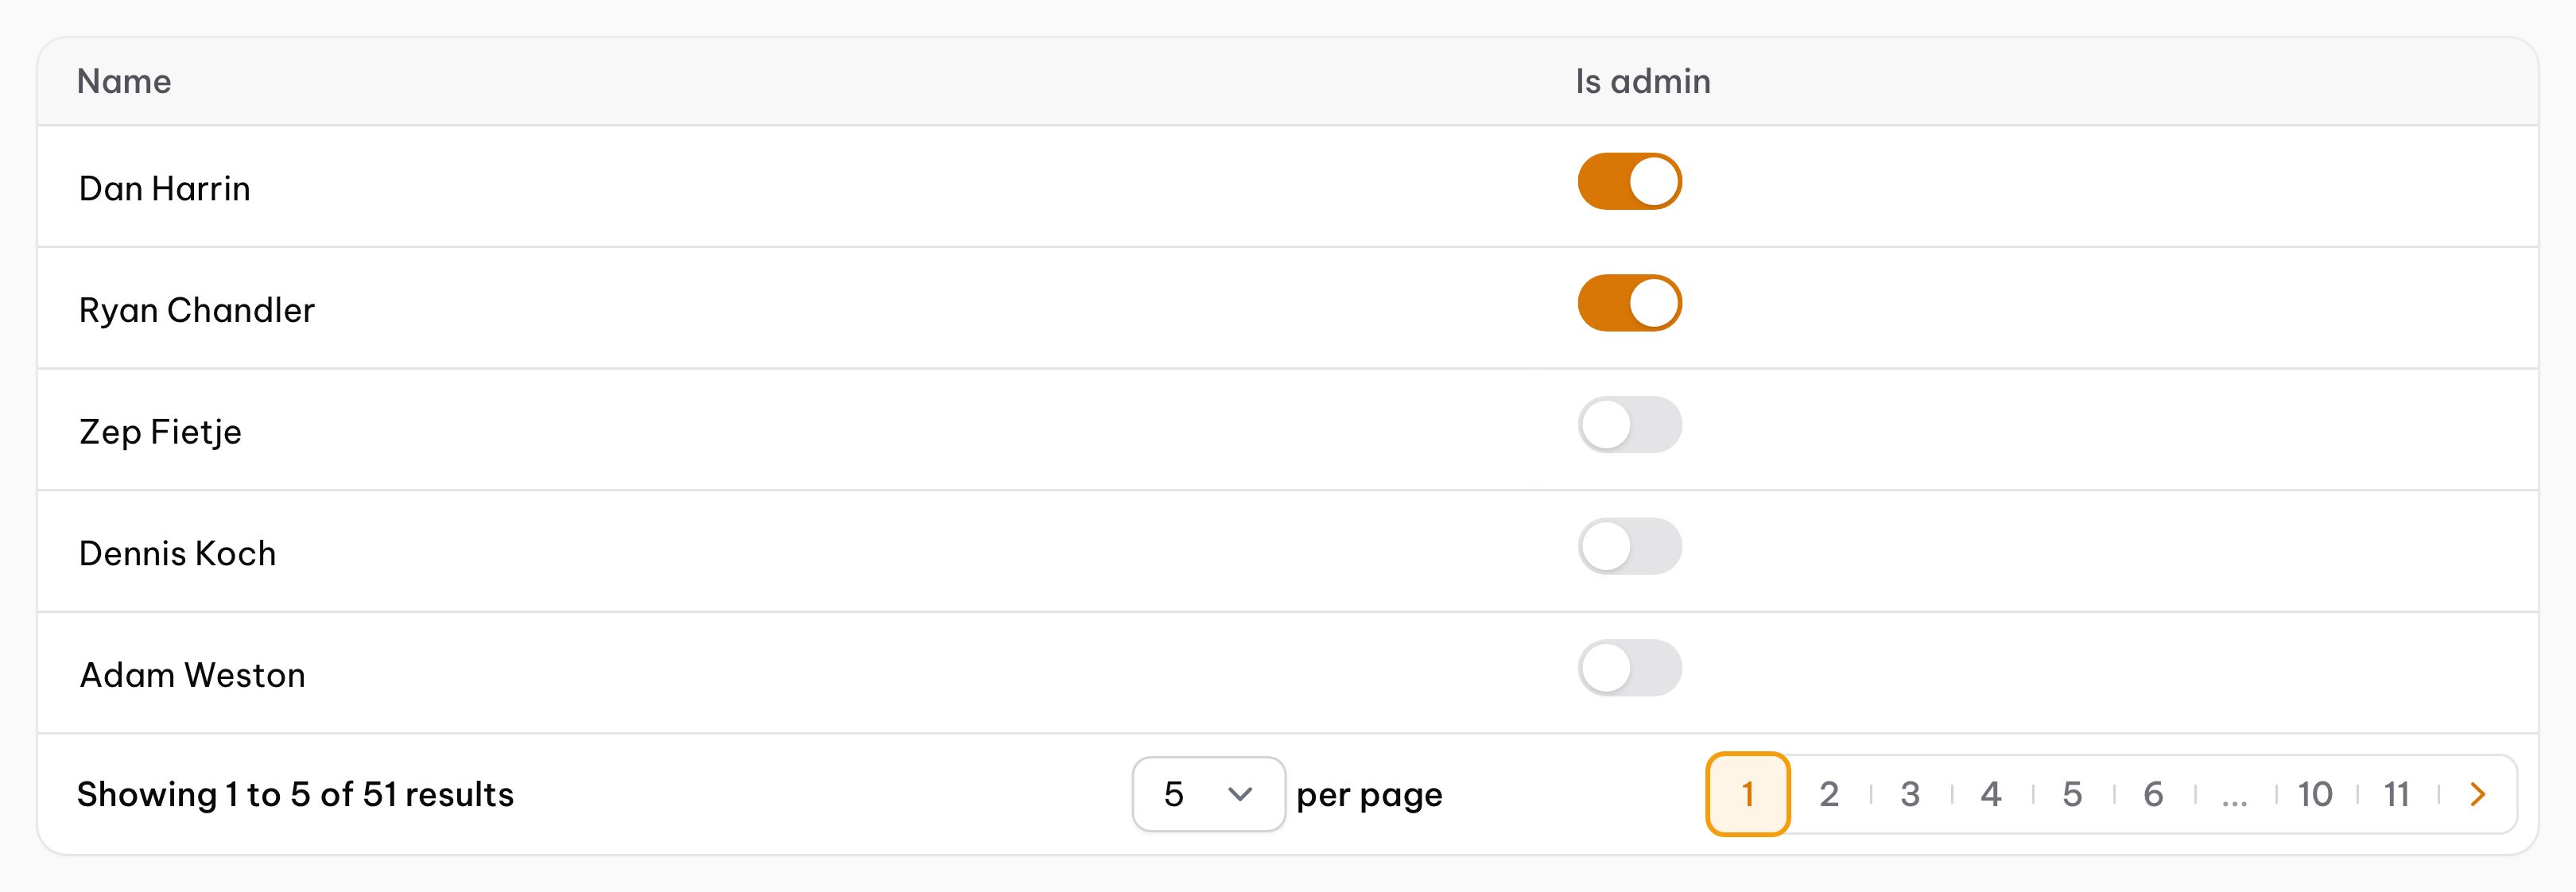 Name Is admin
Dan Harrin
Ryan Chandler
Zep Fietje
Dennis Koch
Adam Weston
Showing 1 to 5 of 51 results 5 per page 1 2 3 4 5 6 ... 10 11